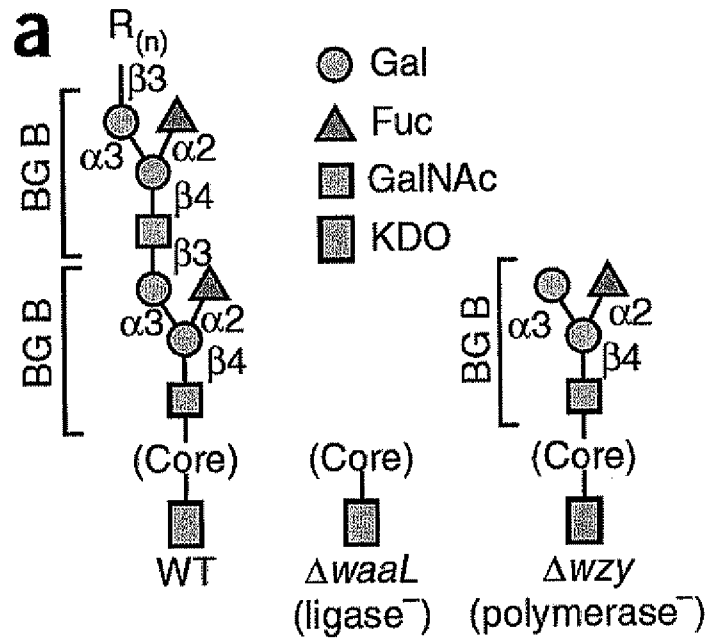 a
R(n)
β3
α3
α2
BG B
β4
β3
α3
α2
BG B
β4
(Core)
WT
Gal
Fuc
GalNAc
KDO
(Core)
ΔwaaL
(ligase⁻)
α3
α2
BG B
β4
(Core)
Δwzy
(polymerase⁻)